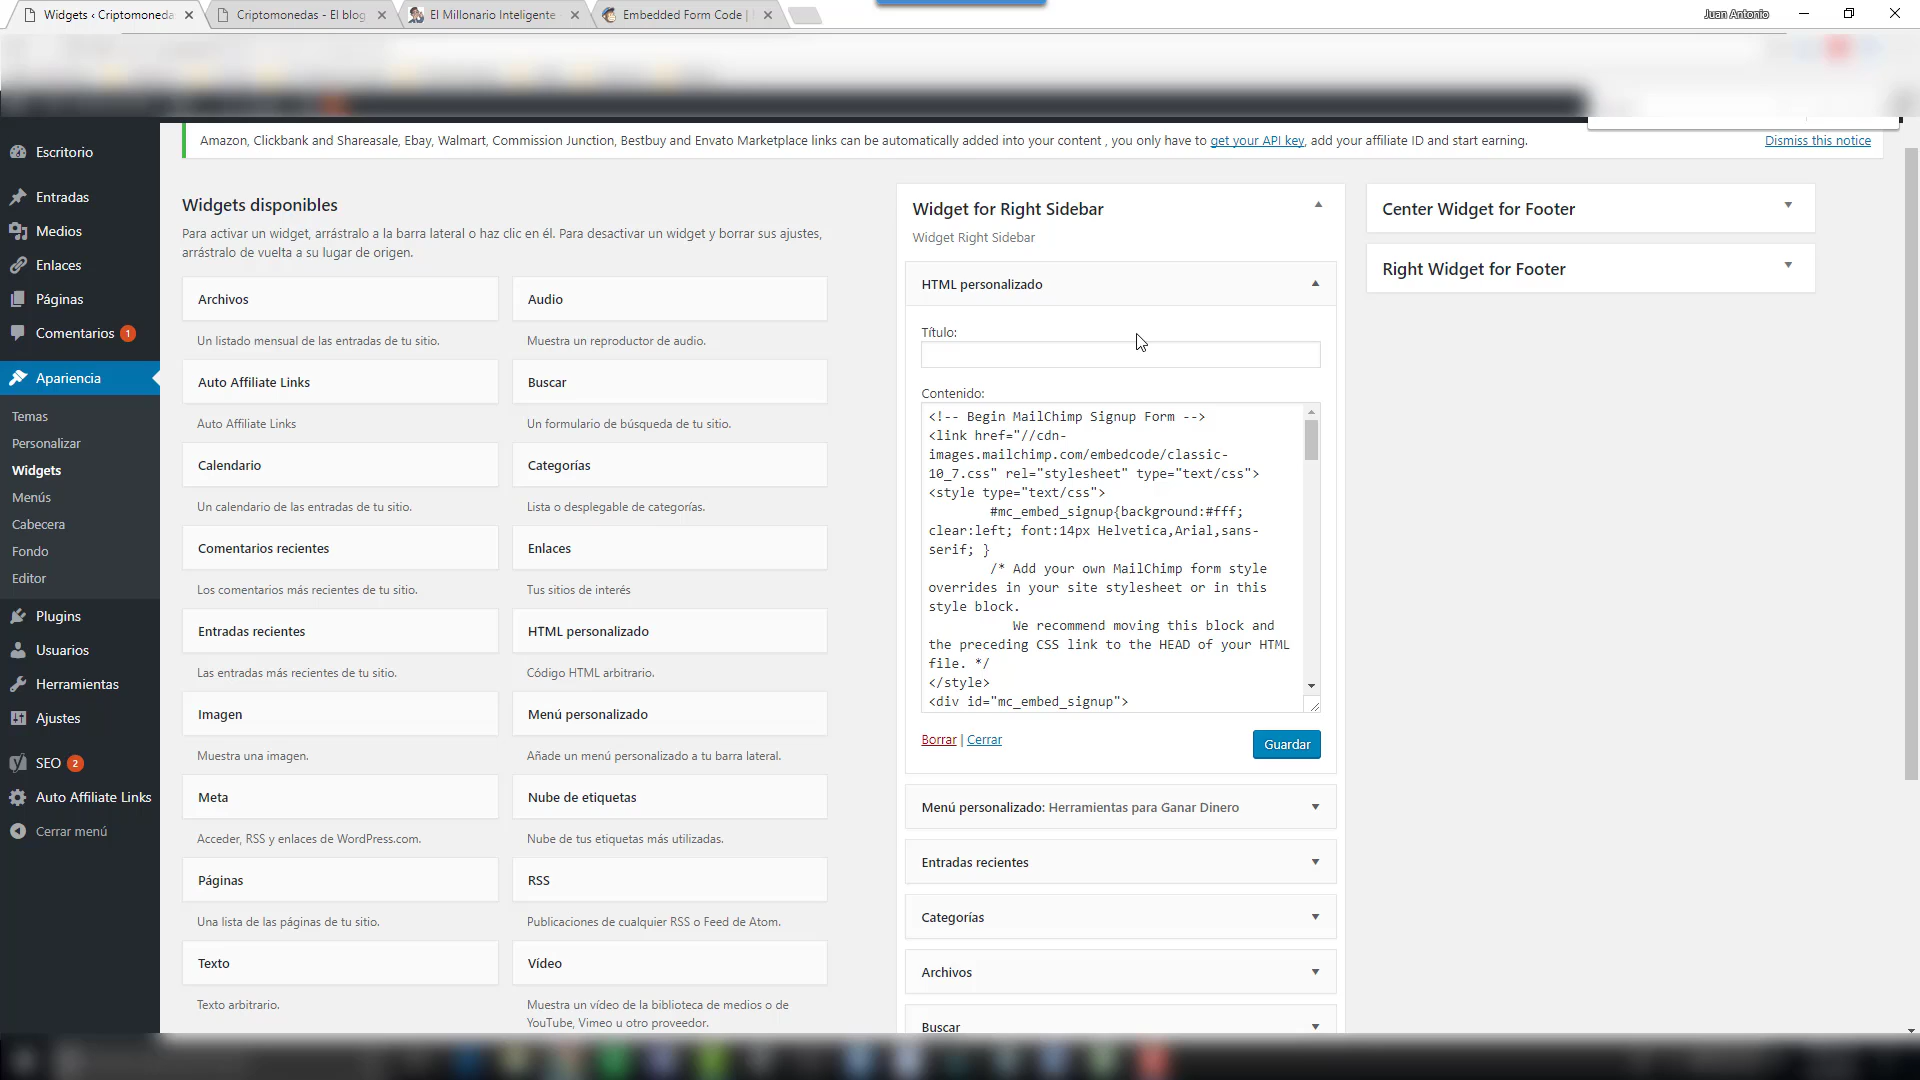 Widgets ‹ Criptomoneda
Criptomonedas - El blog
El Millonario Inteligente
Embedded Form Code |
Juan Antonio
Amazon, Clickbank and Shareasale, Ebay, Walmart, Commission Junction, Bestbuy and Envato Marketplace links can be automatically added into your content , you only have to get your API key, add your affiliate ID and start earning.
Dismiss this notice
Escritorio
Entradas
Medios
Enlaces
Páginas
Comentarios 1
Apariencia
Temas
Personalizar
Widgets
Menús
Cabecera
Fondo
Editor
Plugins
Usuarios
Herramientas
Ajustes
SEO 2
Auto Affiliate Links
Cerrar menú
Widgets disponibles
Para activar un widget, arrástralo a la barra lateral o haz clic en él. Para desactivar un widget y borrar sus ajustes,
arrástralo de vuelta a su lugar de origen.
Archivos
Un listado mensual de las entradas de tu sitio.
Audio
Muestra un reproductor de audio.
Auto Affiliate Links
Auto Affiliate Links
Buscar
Un formulario de búsqueda de tu sitio.
Calendario
Un calendario de las entradas de tu sitio.
Categorías
Lista o desplegable de categorías.
Comentarios recientes
Los comentarios más recientes de tu sitio.
Enlaces
Tus sitios de interés
Entradas recientes
Las entradas más recientes de tu sitio.
HTML personalizado
Código HTML arbitrario.
Imagen
Muestra una imagen.
Menú personalizado
Añade un menú personalizado a tu barra lateral.
Meta
Acceder, RSS y enlaces de WordPress.com.
Nube de etiquetas
Nube de tus etiquetas más utilizadas.
Páginas
Una lista de las páginas de tu sitio.
RSS
Publicaciones de cualquier RSS o Feed de Atom.
Texto
Texto arbitrario.
Vídeo
Muestra un vídeo de la biblioteca de medios o de
YouTube, Vimeo u otro proveedor.
Widget for Right Sidebar
Widget Right Sidebar
HTML personalizado
Título:
Contenido:
<!-- Begin MailChimp Signup Form -->
<link href="//cdn-
images.mailchimp.com/embedcode/classic-
10_7.css" rel="stylesheet" type="text/css">
<style type="text/css">
#mc_embed_signup{background:#fff;
clear:left; font:14px Helvetica,Arial,sans-
serif; }
/* Add your own MailChimp form style
overrides in your site stylesheet or in this
style block.
We recommend moving this block and
the preceding CSS link to the HEAD of your HTML
file. */
</style>
<div id="mc_embed_signup">
Borrar | Cerrar
Guardar
Menú personalizado: Herramientas para Ganar Dinero
Entradas recientes
Categorías
Archivos
Buscar
Center Widget for Footer
Right Widget for Footer